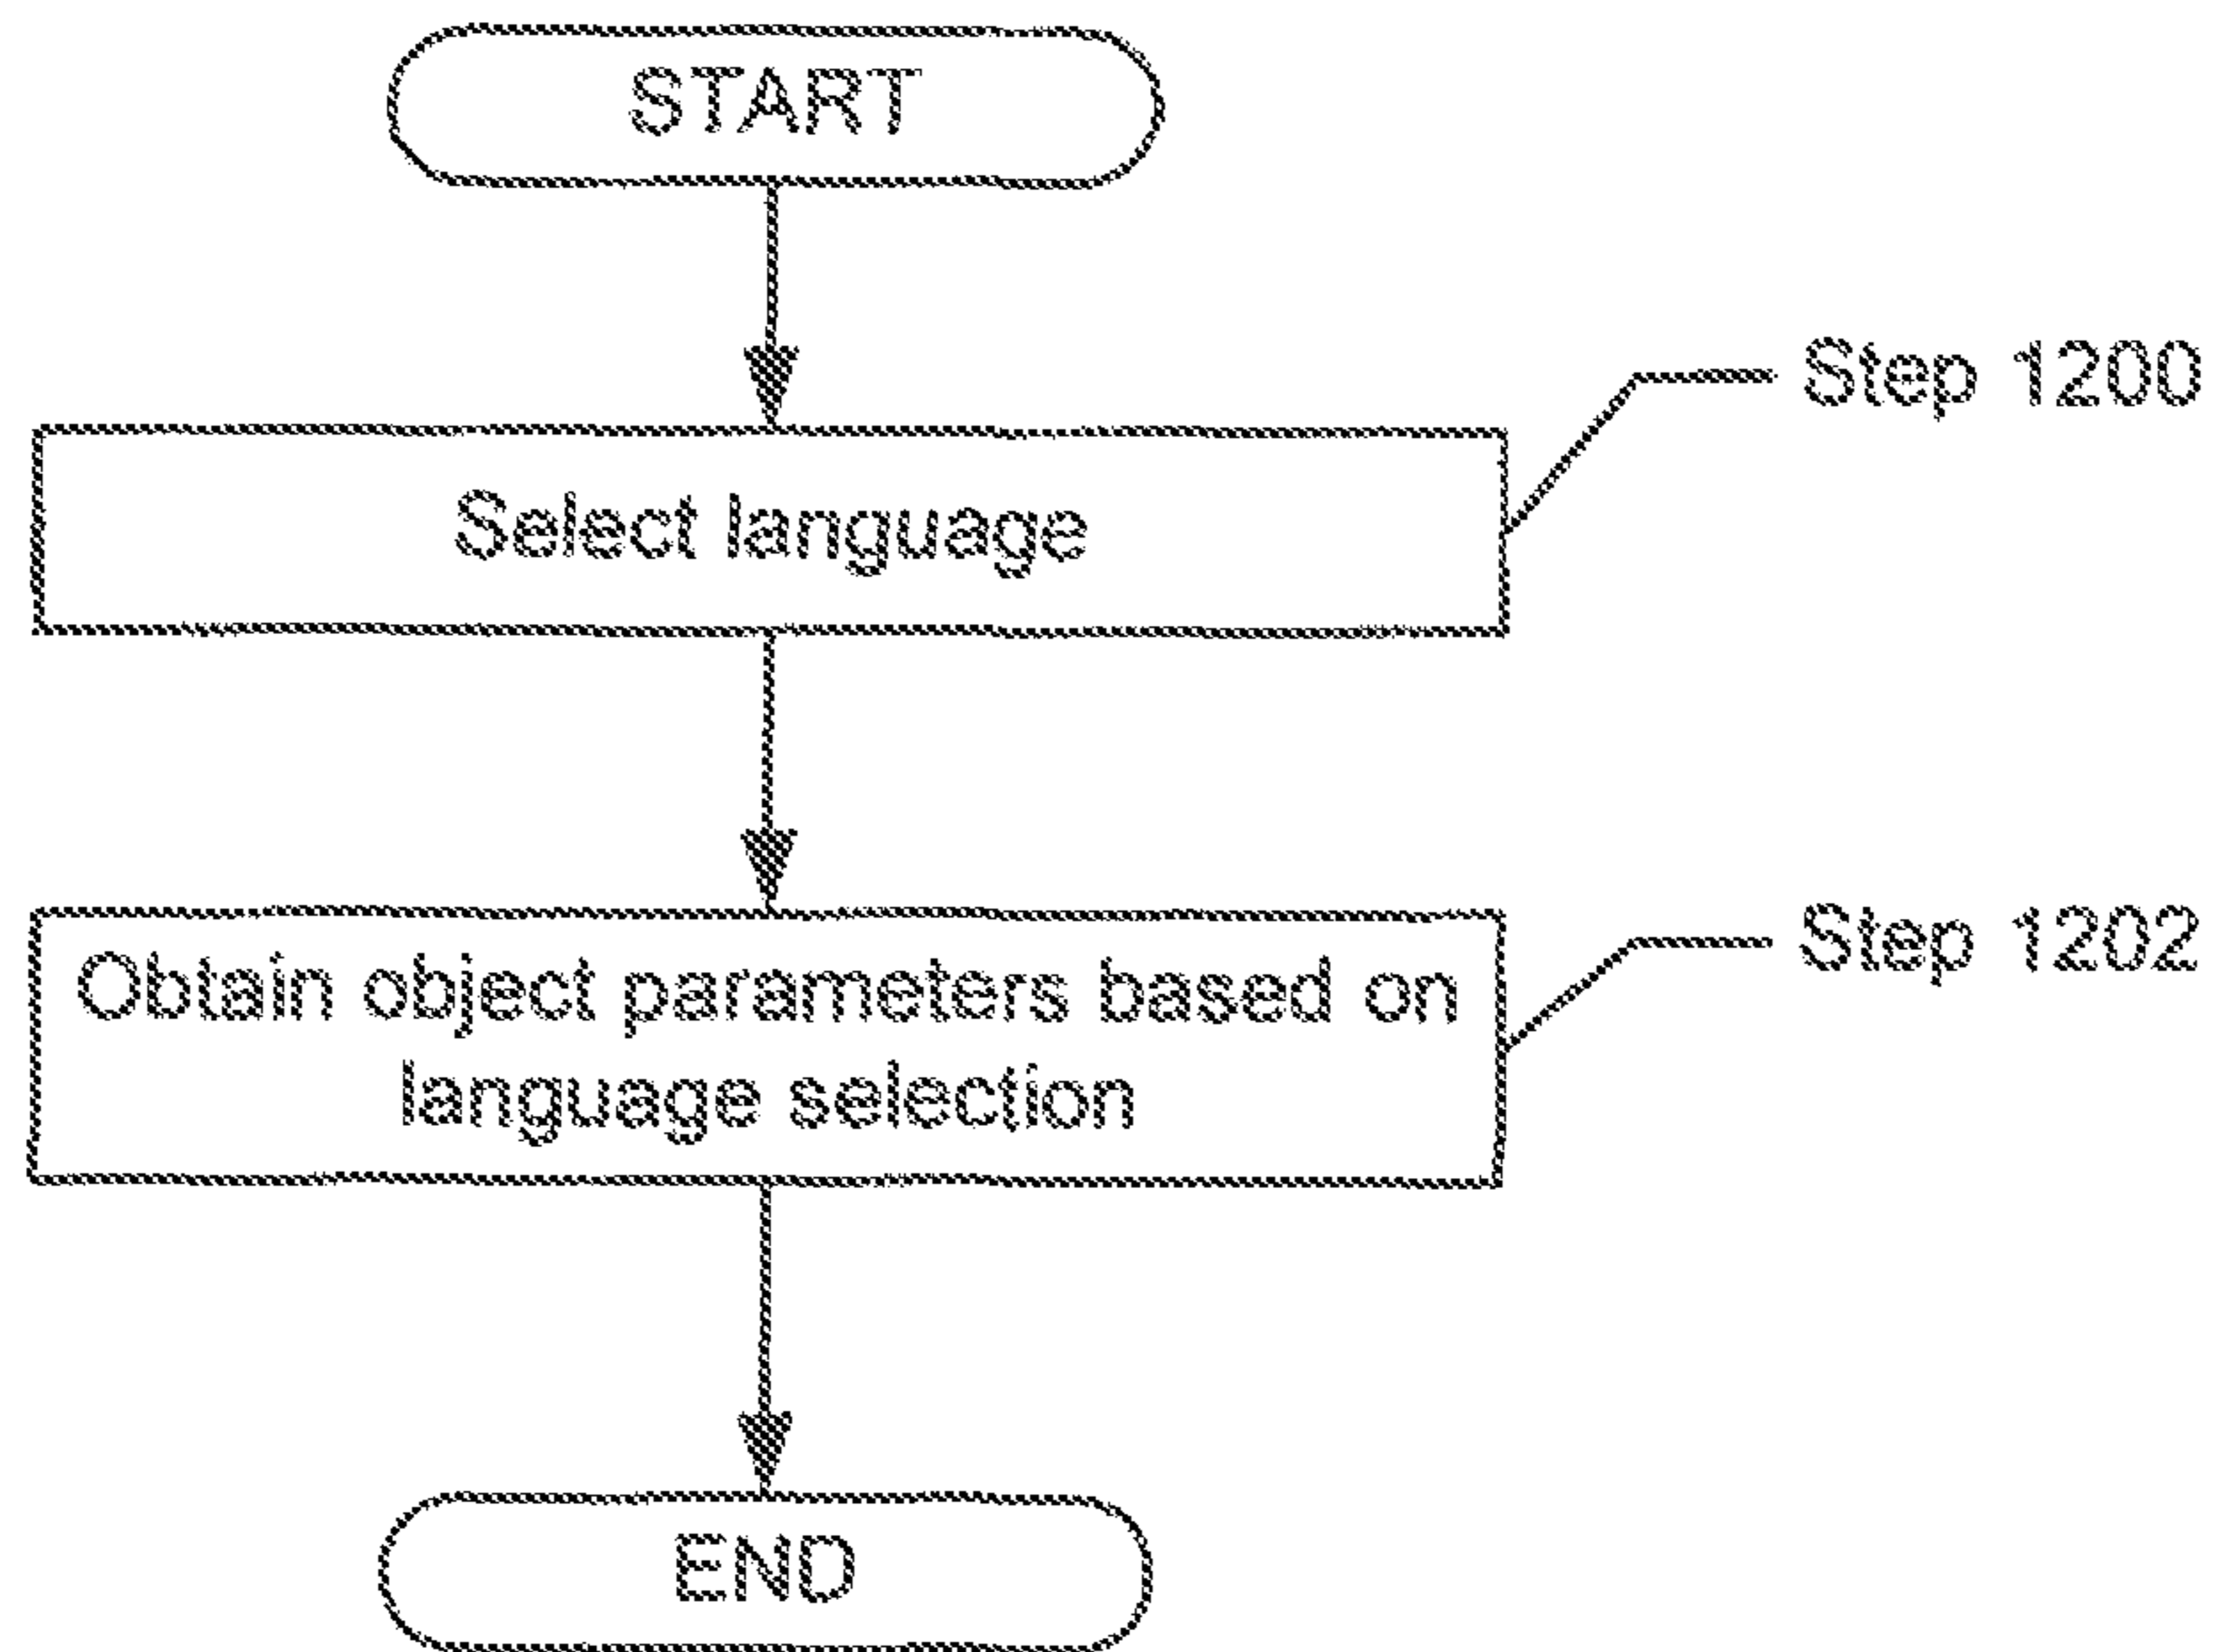 START
Step 1200
Select language
Step 1202
Obtain object parameters based on
language selection
END